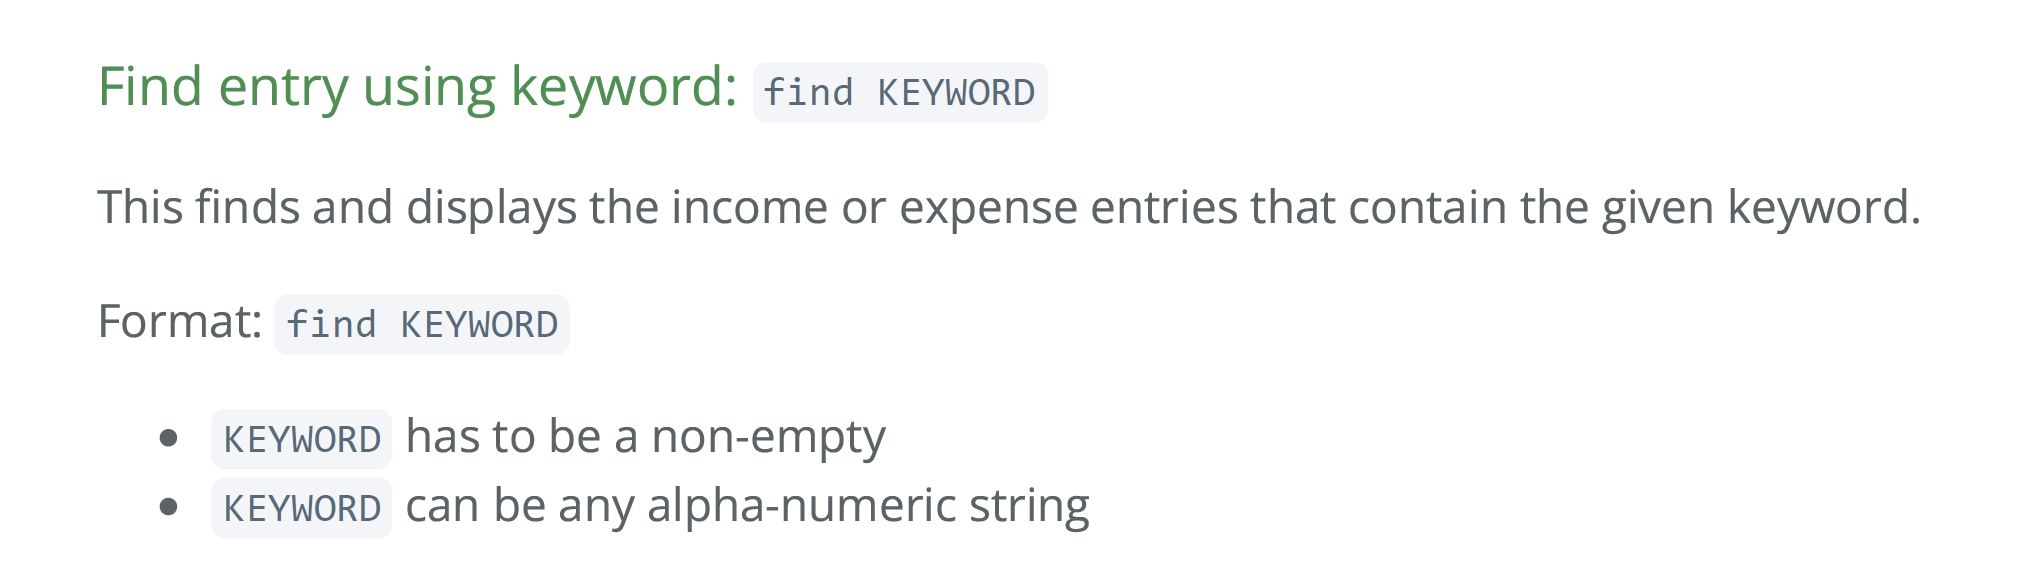 Find entry using keyword: find KEYWORD
This finds and displays the income or expense entries that contain the given keyword.
Format: find KEYWORD
• KEYWORD has to be a non-empty
• KEYWORD can be any alpha-numeric string